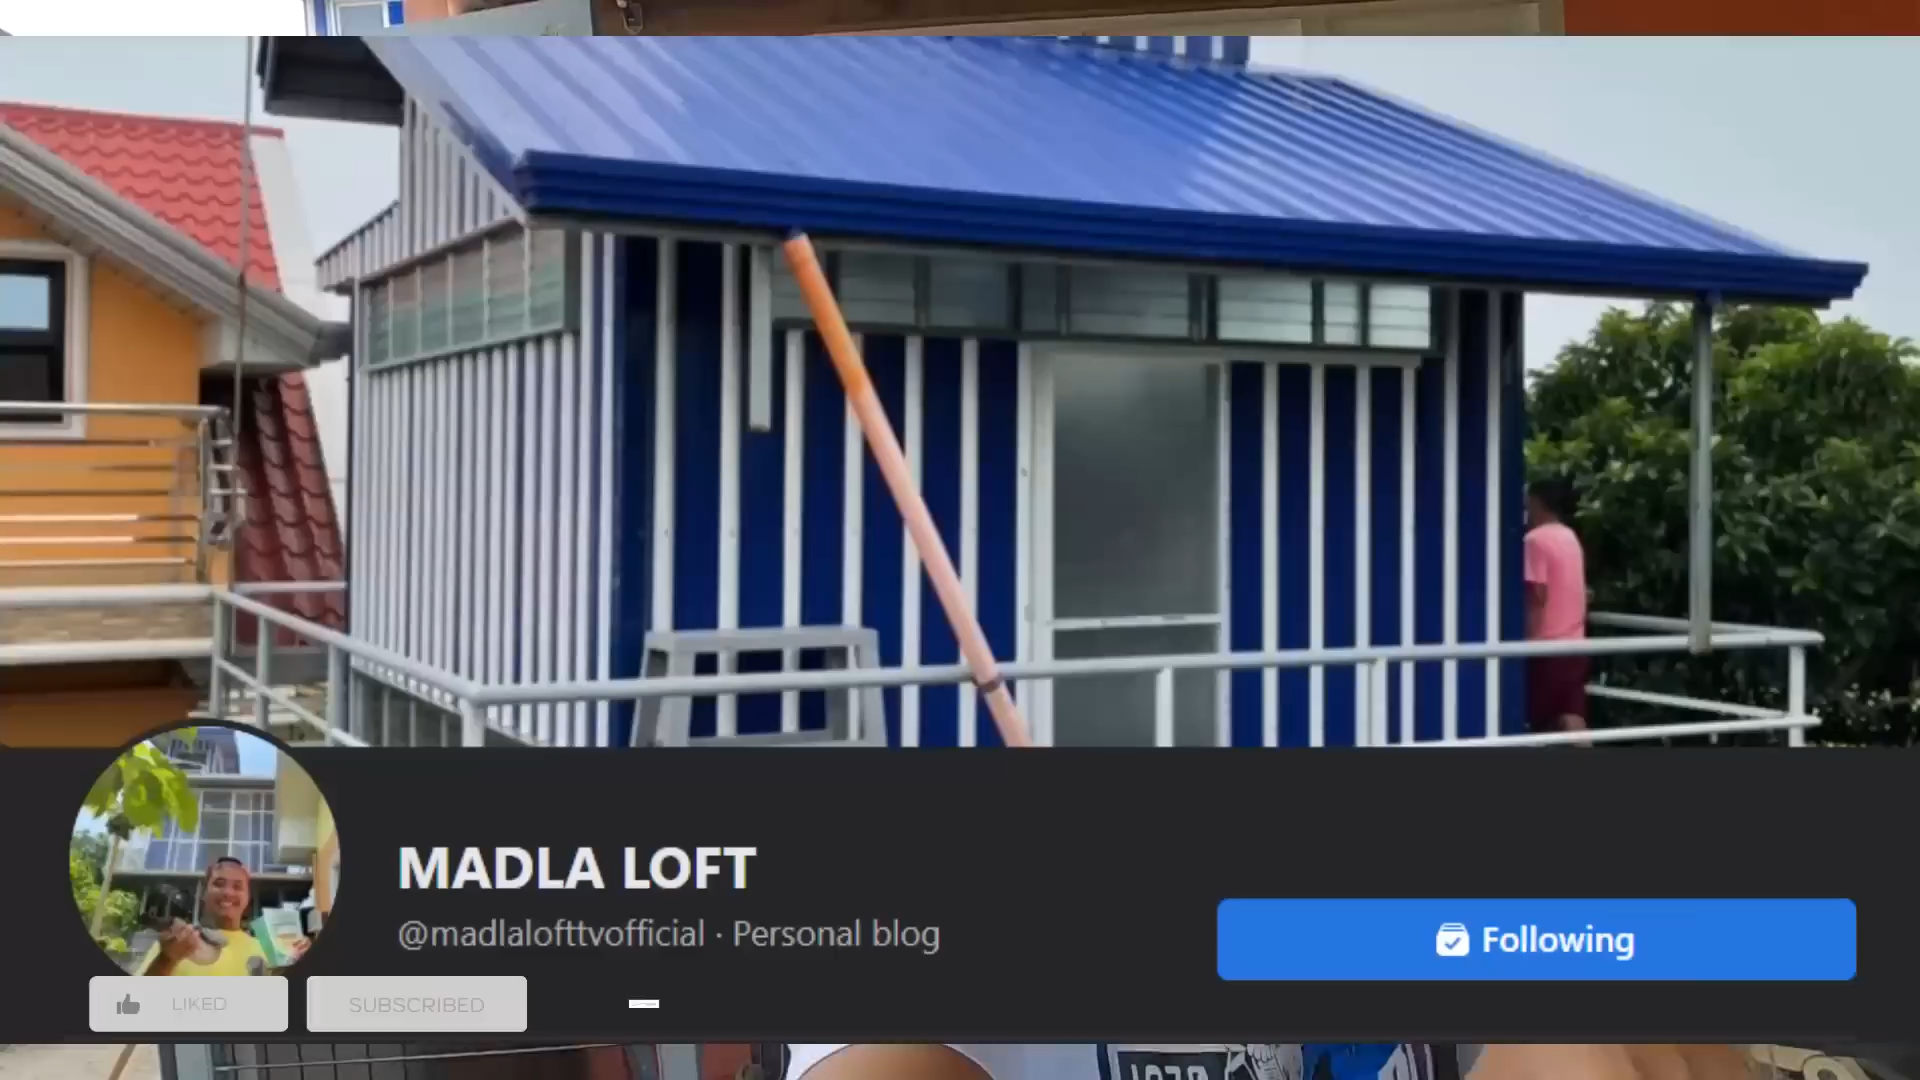 MADLA LOFT
@madlalofttvofficial · Personal blog
Following
LIKED
SUBSCRIBED